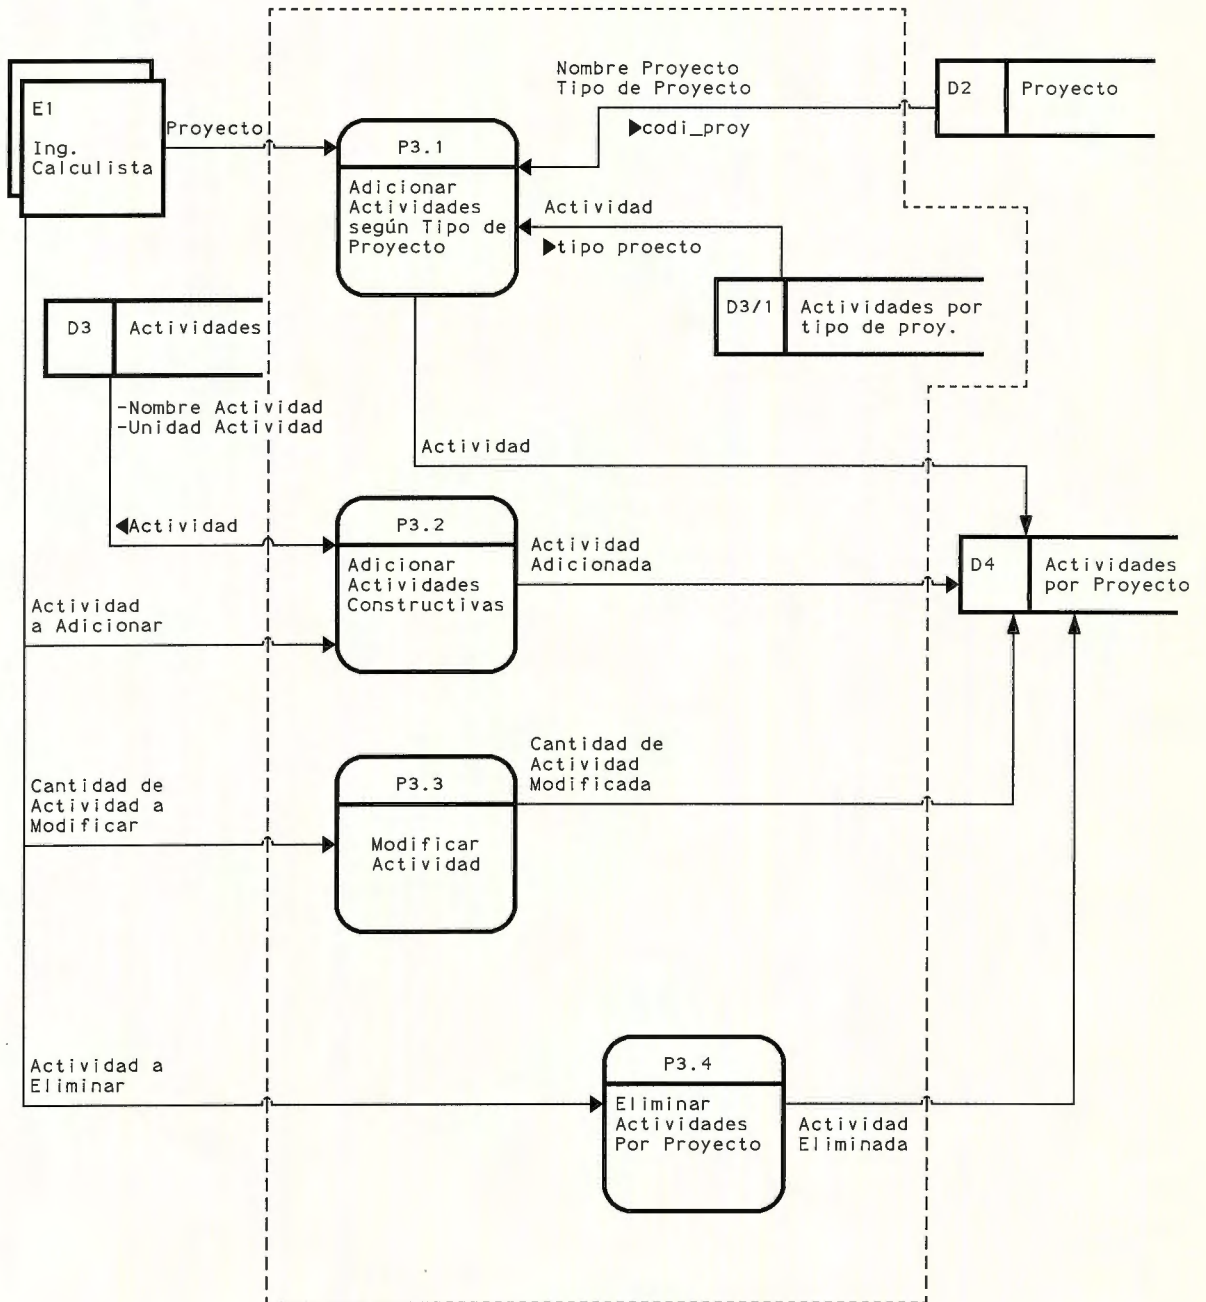 E1
Ing.
Calculista
Proyecto
P3.1
Adicionar
Actividades
según Tipo de
Proyecto
Nombre Proyecto
Tipo de Proyecto
codi_proy
D2
Proyecto
Actividad
tipo proecto
D3/1
Actividades por
tipo de proy.
D3
Actividades
-Nombre Actividad
-Unidad Actividad
Actividad
Actividad
P3.2
Adicionar
Actividades
Constructivas
Actividad
Adicionada
D4
Actividades
por Proyecto
Actividad
a Adicionar
Cantidad de
Actividad a
Modificar
P3.3
Modificar
Actividad
Cantidad de
Actividad
Modificada
Actividad a
Eliminar
P3.4
Eliminar
Actividades
Por Proyecto
Actividad
Eliminada